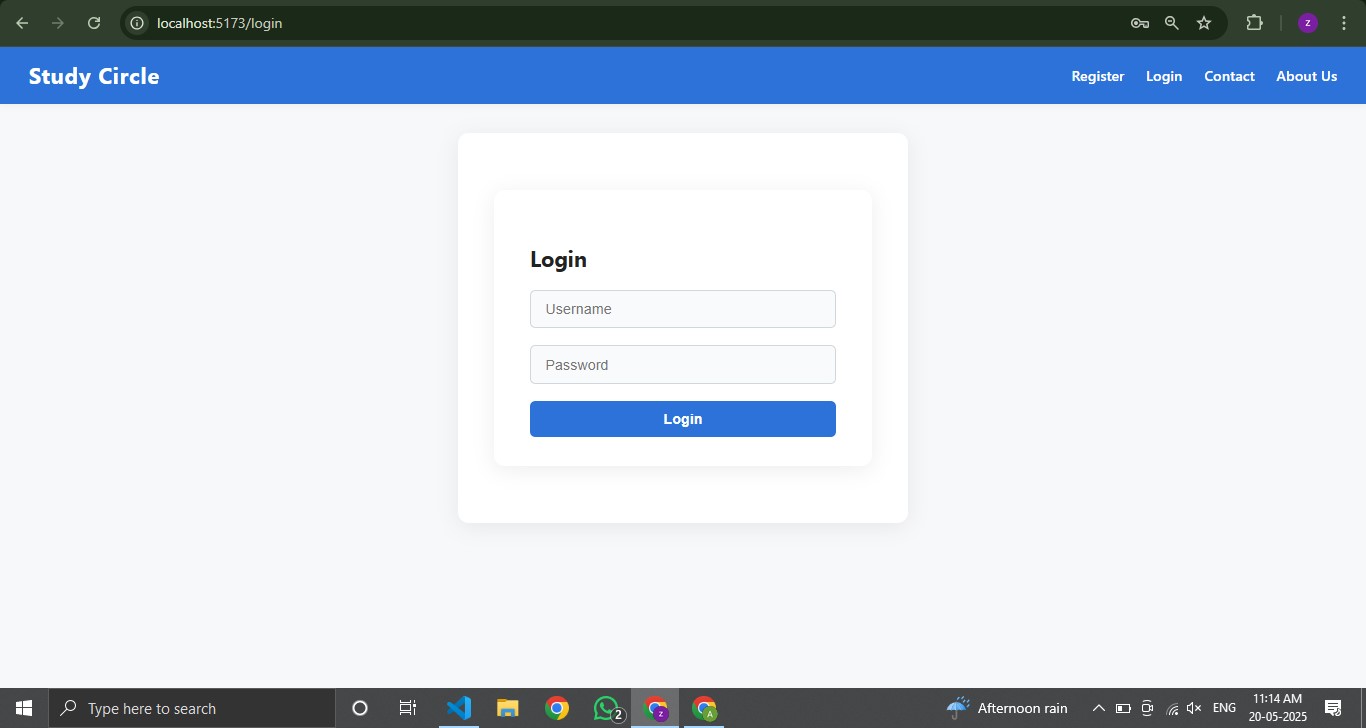 localhost:5173/login
z
Study Circle
Register Login Contact About Us
Login
Username
Password
Login
Type here to search
2
z
A
Afternoon rain
ENG
11:14 AM
20-05-2025